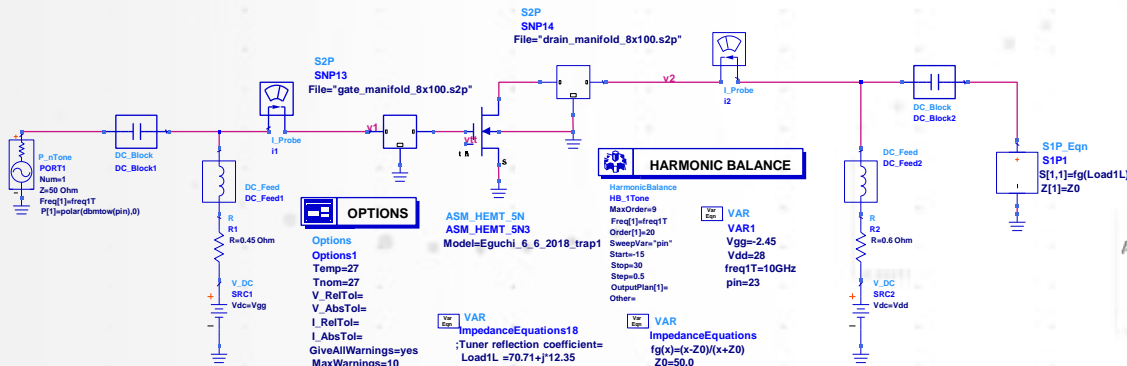 S2P
SNP14
File="drain_manifold_8x100.s2p"
S2P
SNP13
File="gate_manifold_8x100.s2p"
I_Probe
i1
v1
I_Probe
i2
v2
P_nTone
PORT1
Num=1
Z=50 Ohm
Freq[1]=freq1T
P[1]=polar(dbmtow(pin),0)
DC_Block
DC_Block1
DC_Feed
DC_Feed1
R
R1
R=0.45 Ohm
V_DC
SRC1
Vdc=Vgg
OPTIONS
Options
Options1
Temp=27
Tnom=27
V_RelTol=
V_AbsTol=
I_RelTol=
I_AbsTol=
GiveAllWarnings=yes
MaxWarnings=10
ASM_HEMT_5N
ASM_HEMT_5N3
Model=Eguchi_6_6_2018_trap1
s
HARMONIC BALANCE
HarmonicBalance
HB_1Tone
MaxOrder=9
Freq[1]=freq1T
Order[1]=20
SweepVar="pin"
Start=-15
Stop=30
Step=0.5
OutputPlan[1]=
Other=
Var
Eqn
VAR
VAR1
Vgg=-2.45
Vdd=28
freq1T=10GHz
pin=23
Var
Eqn
VAR
ImpedanceEquations18
;Tuner reflection coefficient=
Load1L =70.71+j*12.35
Var
Eqn
VAR
ImpedanceEquations
fg(x)=(x-Z0)/(x+Z0)
Z0=50.0
DC_Feed
DC_Feed2
R
R2
R=0.6 Ohm
V_DC
SRC2
Vdc=Vdd
DC_Block
DC_Block2
S1P_Eqn
S1P1
S[1,1]=fg(Load1L)
Z[1]=Z0